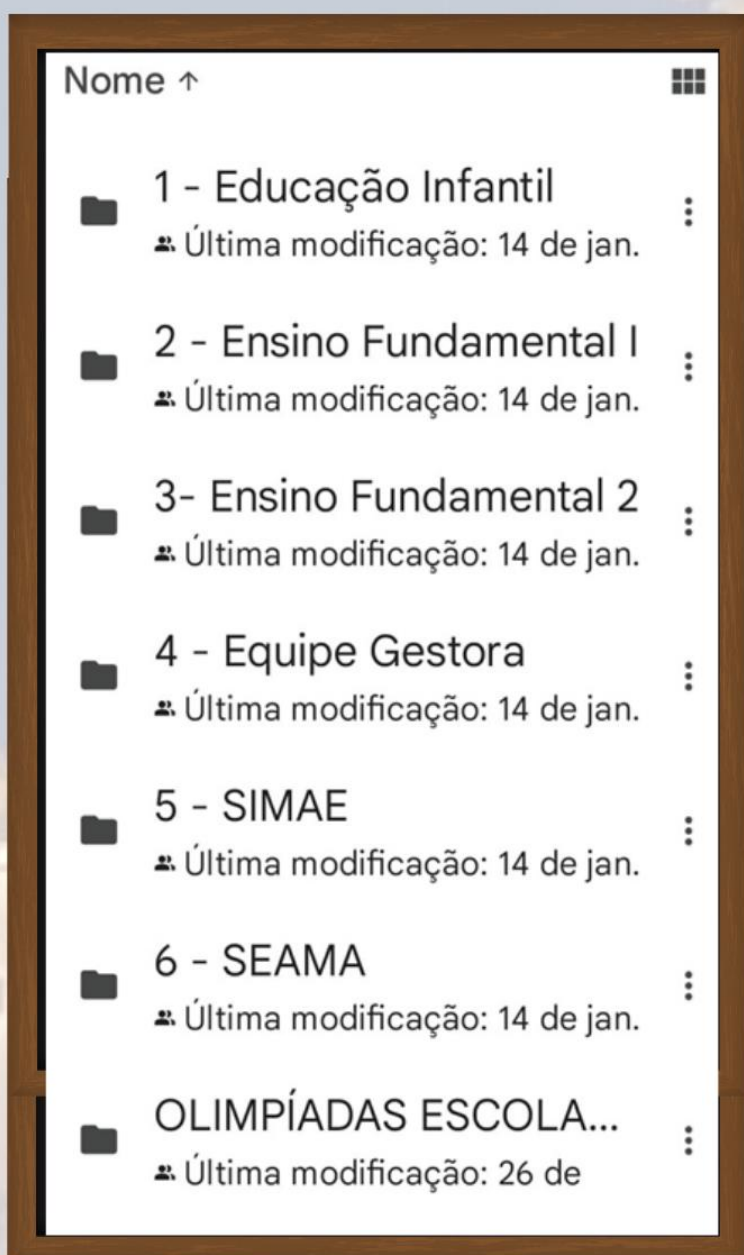 Nome ↑
1 - Educação Infantil
Última modificação: 14 de jan.
2 - Ensino Fundamental I
Última modificação: 14 de jan.
3- Ensino Fundamental 2
Última modificação: 14 de jan.
4 - Equipe Gestora
Última modificação: 14 de jan.
5 - SIMAE
Última modificação: 14 de jan.
6 - SEAMA
Última modificação: 14 de jan.
OLIMPÍADAS ESCOLA...
Última modificação: 26 de